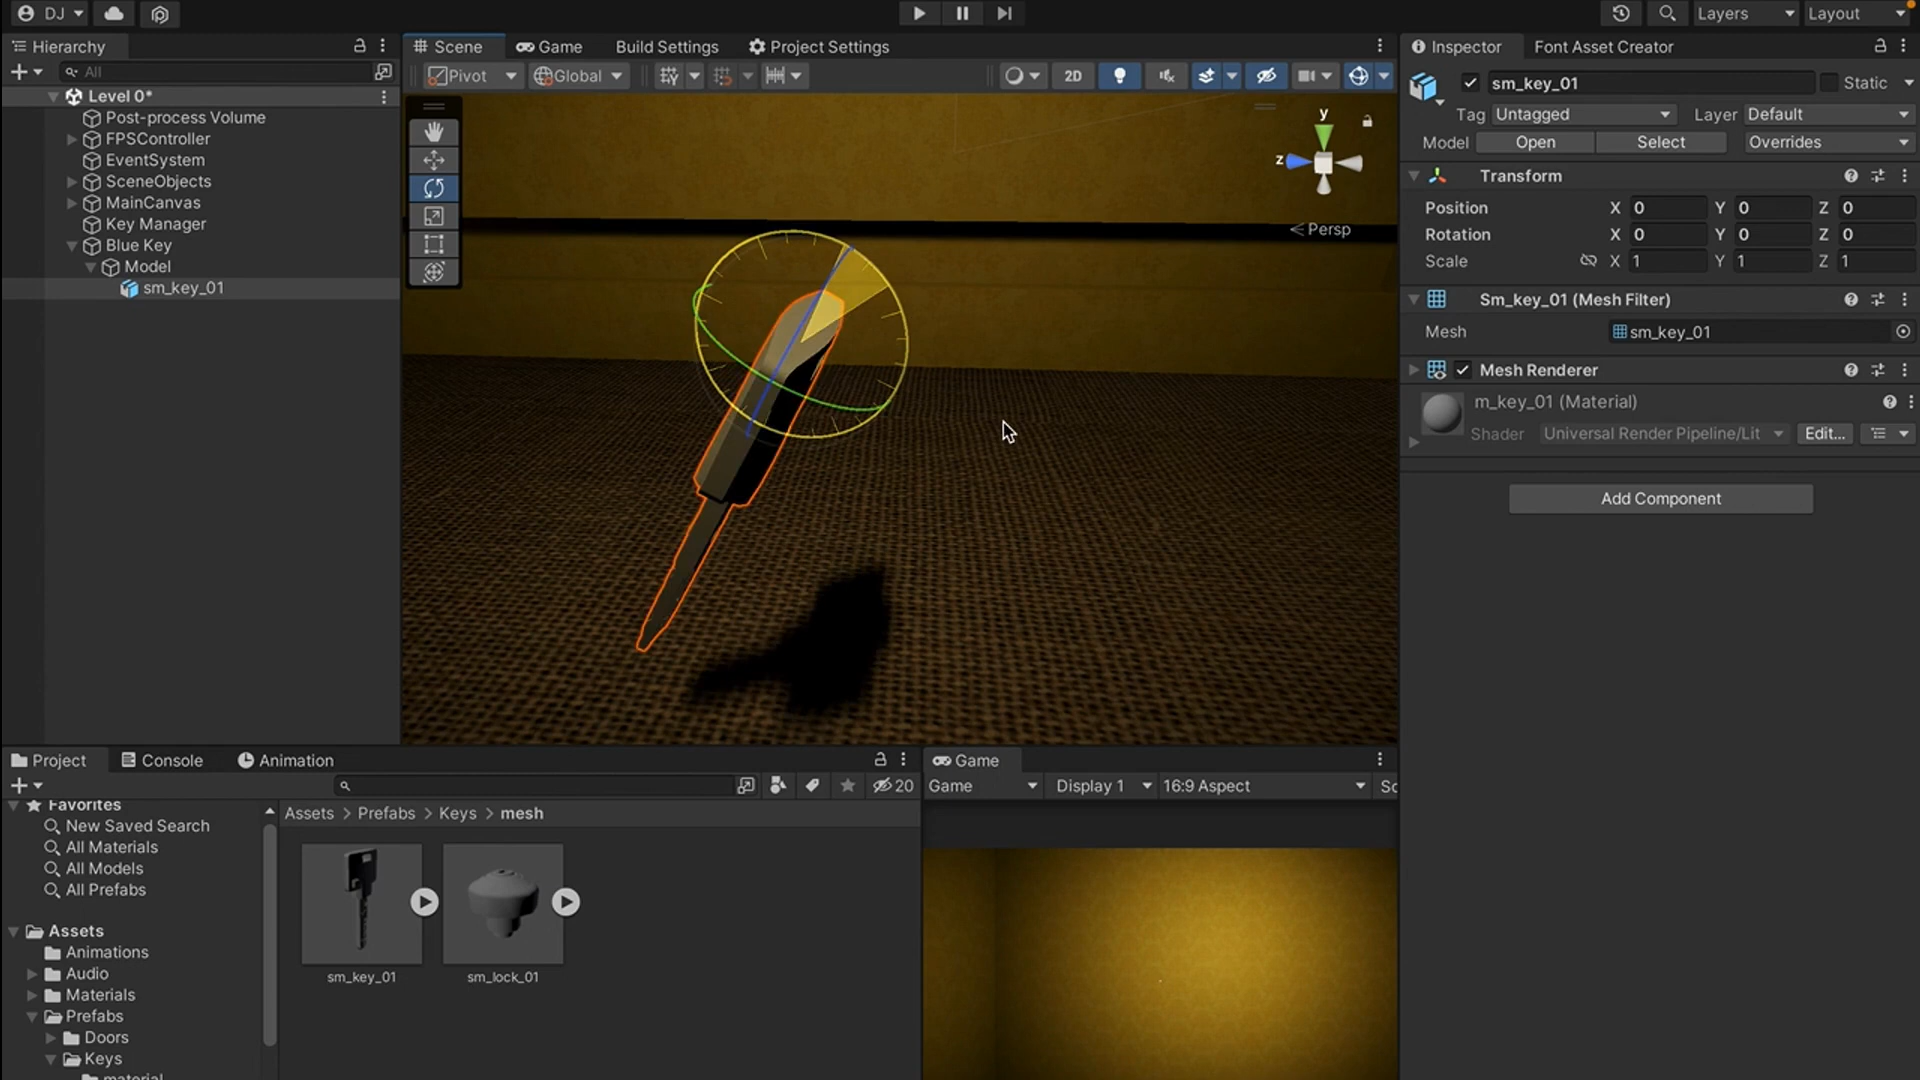 DJ
Layers
Layout
Hierarchy
All
Level 0*
Post-process Volume
FPSController
EventSystem
SceneObjects
MainCanvas
Key Manager
Blue Key
Model
sm_key_01
Scene
Game
Build Settings
Project Settings
Pivot
Global
2D
y
z
Persp
Inspector
Font Asset Creator
sm_key_01
Static
Tag Untagged
Layer Default
Model Open Select Overrides
Transform
Position X 0 Y 0 Z 0
Rotation X 0 Y 0 Z 0
Scale X 1 Y 1 Z 1
Sm_key_01 (Mesh Filter)
Mesh sm_key_01
Mesh Renderer
m_key_01 (Material)
Shader Universal Render Pipeline/Lit Edit...
Add Component
Project
Console
Animation
20
Favorites
New Saved Search
All Materials
All Models
All Prefabs
Assets
Animations
Audio
Materials
Prefabs
Doors
Keys
material
Assets > Prefabs > Keys > mesh
sm_key_01
sm_lock_01
Game
Game Display 1 16:9 Aspect Sc